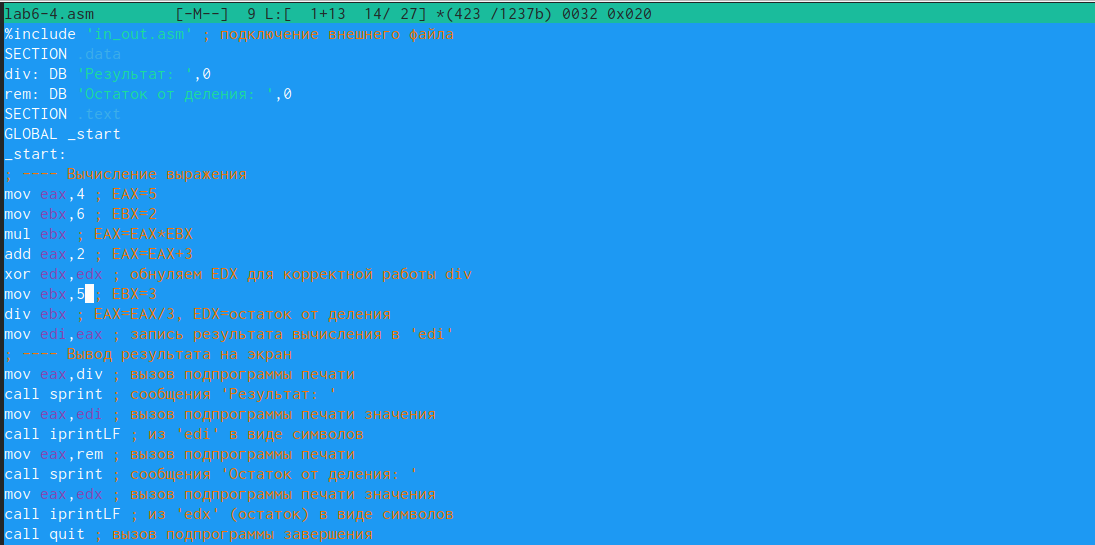 lab6-4.asm [-M--] 9 L:[ 1+13 14/ 27] *(423 /1237b) 0032 0x020
%include 'in_out.asm' ; подключение внешнего файла
SECTION .data
div: DB 'Результат: ',0
rem: DB 'Остаток от деления: ',0
SECTION .text
GLOBAL _start
_start:
; ---- Вычисление выражения
mov eax,4 ; EAX=5
mov ebx,6 ; EBX=2
mul ebx ; EAX=EAX*EBX
add eax,2 ; EAX=EAX+3
xor edx,edx ; обнуляем EDX для корректной работы div
mov ebx,5 ; EBX=3
div ebx ; EAX=EAX/3, EDX=остаток от деления
mov edi,eax ; запись результата вычисления в 'edi'
; ---- Вывод результата на экран
mov eax,div ; вызов подпрограммы печати
call sprint ; сообщения 'Результат: '
mov eax,edi ; вызов подпрограммы печати значения
call iprintLF ; из 'edi' в виде символов
mov eax,rem ; вызов подпрограммы печати
call sprint ; сообщения 'Остаток от деления: '
mov eax,edx ; вызов подпрограммы печати значения
call iprintLF ; из 'edx' (остаток) в виде символов
call quit ; вызов подпрограммы завершения